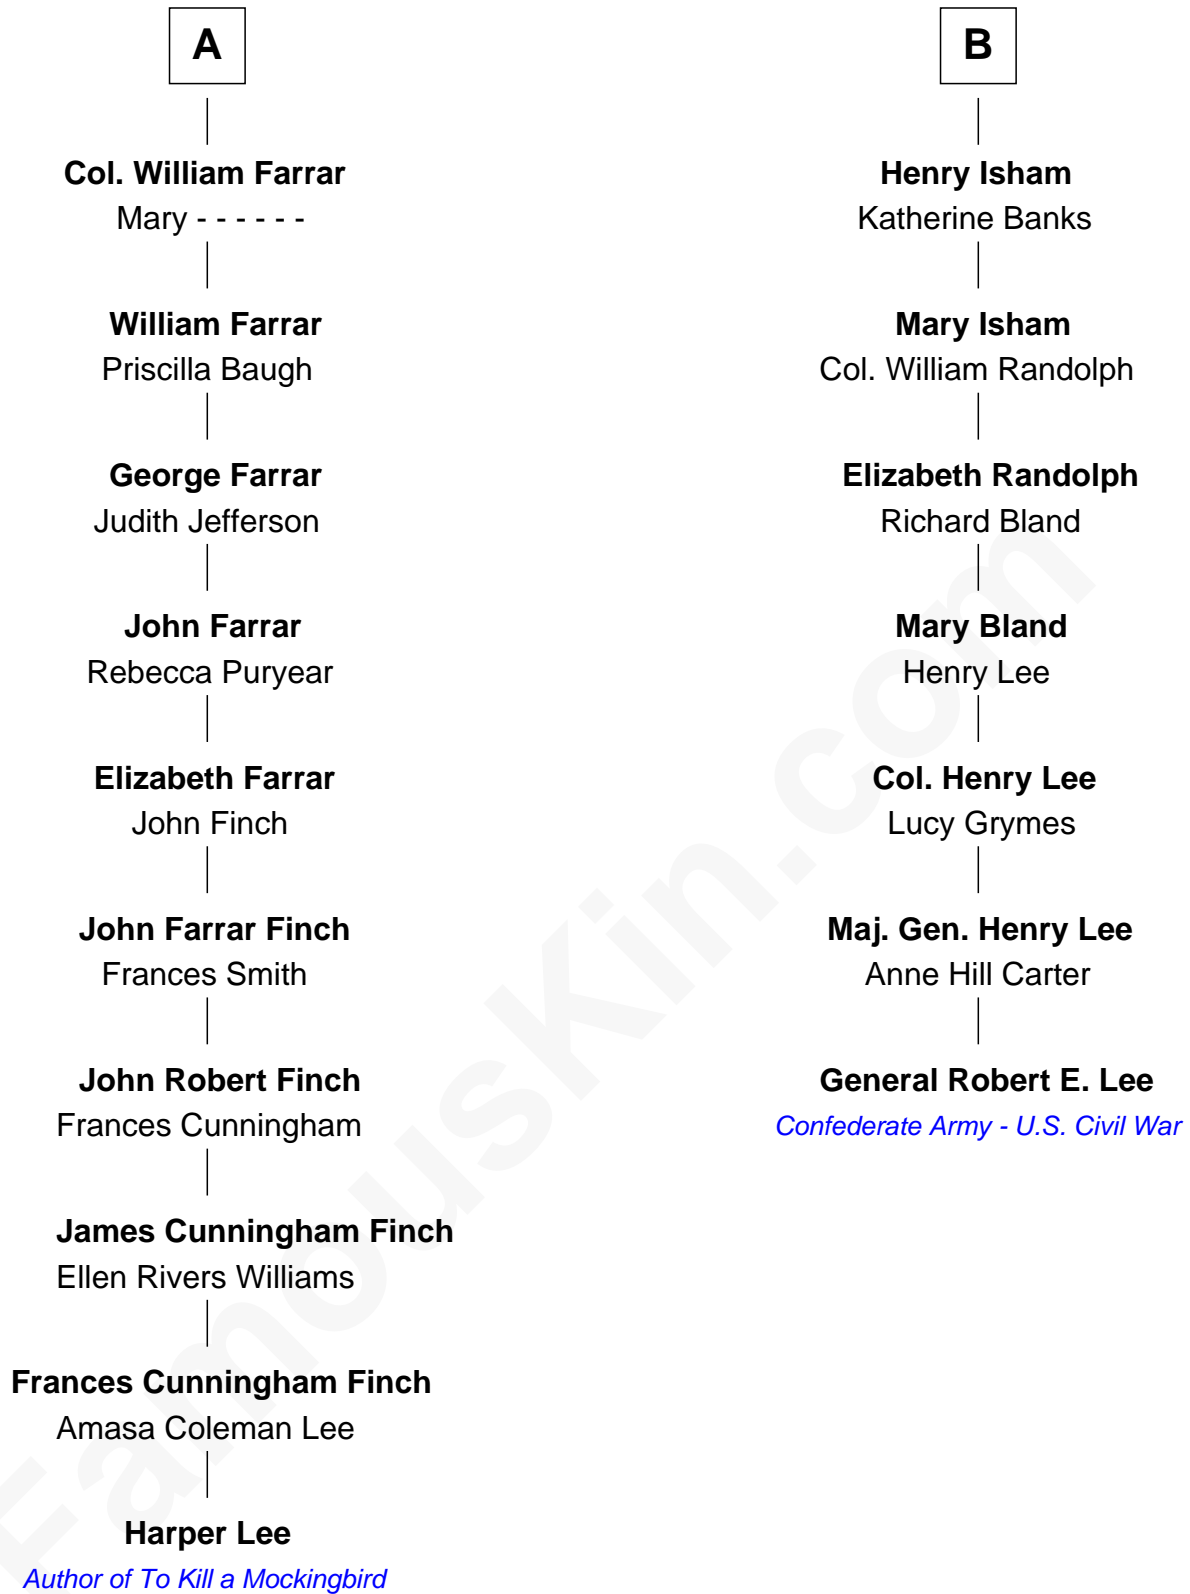 A
Col. William Farrar
Mary - - - - - -
William Farrar
Priscilla Baugh
George Farrar
Judith Jefferson
John Farrar
Rebecca Puryear
Elizabeth Farrar
John Finch
John Farrar Finch
Frances Smith
John Robert Finch
Frances Cunningham
James Cunningham Finch
Ellen Rivers Williams
Frances Cunningham Finch
Amasa Coleman Lee
Harper Lee
Author of To Kill a Mockingbird
B
Henry Isham
Katherine Banks
Mary Isham
Col. William Randolph
Elizabeth Randolph
Richard Bland
Mary Bland
Henry Lee
Col. Henry Lee
Lucy Grymes
Maj. Gen. Henry Lee
Anne Hill Carter
General Robert E. Lee
Confederate Army - U.S. Civil War
FamousKin.com